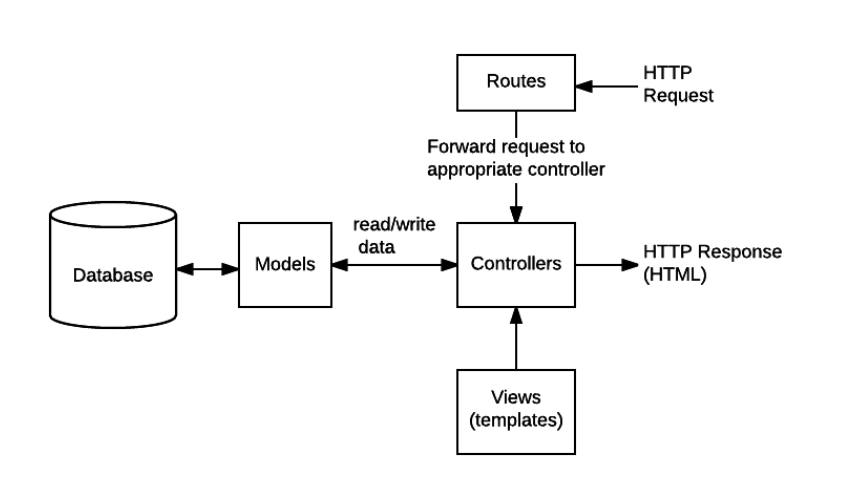 Routes
HTTP
Request
Forward request to
appropriate controller
read/write
data
Database
Models
Controllers
HTTP Response
(HTML)
Views
(templates)